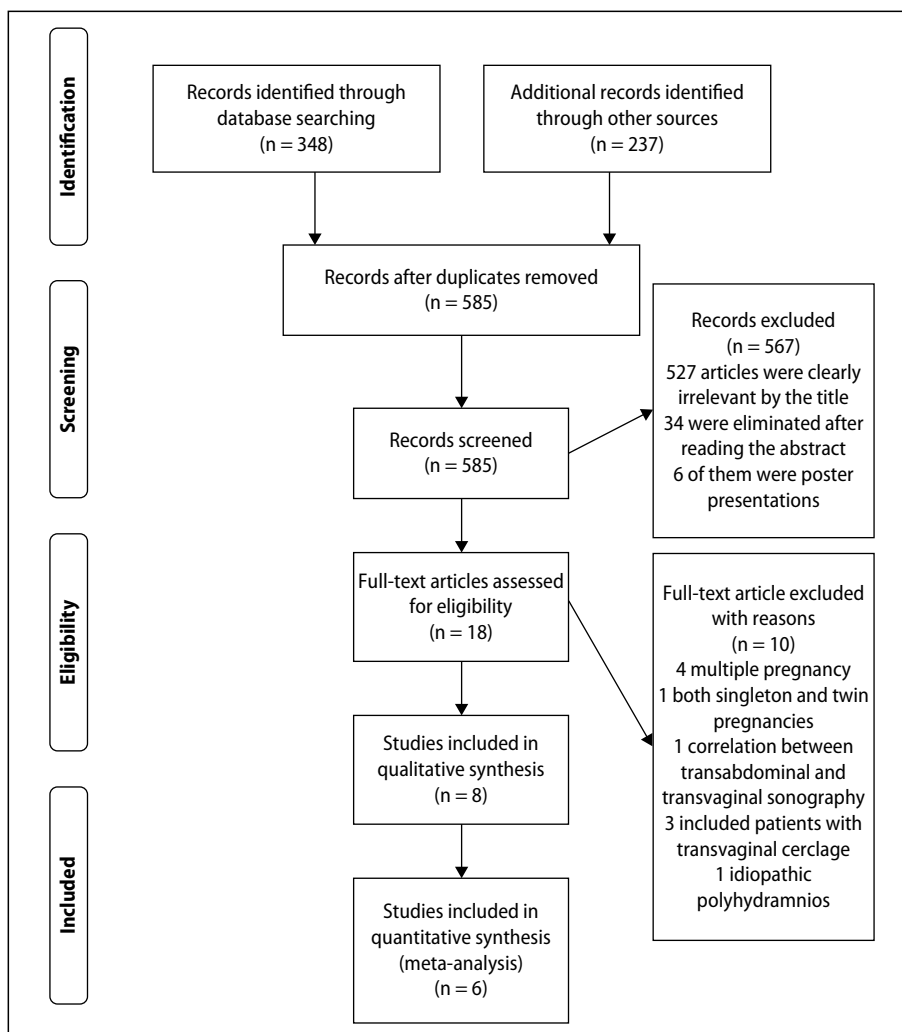 Identification
Records identified through
database searching
(n = 348)
Additional records identified
through other sources
(n = 237)
Records after duplicates removed
(n = 585)
Screening
Records screened
(n = 585)
Records excluded
(n = 567)
527 articles were clearly
irrelevant by the title
34 were eliminated after
reading the abstract
6 of them were poster
presentations
Eligibility
Full-text articles assessed
for eligibility
(n = 18)
Full-text article excluded
with reasons
(n = 10)
4 multiple pregnancy
1 both singleton and twin
pregnancies
1 correlation between
transabdominal and
transvaginal sonography
3 included patients with
transvaginal cerclage
1 idiopathic
polyhydramnios
Studies included in
qualitative synthesis
(n = 8)
Included
Studies included in
quantitative synthesis
(meta-analysis)
(n = 6)